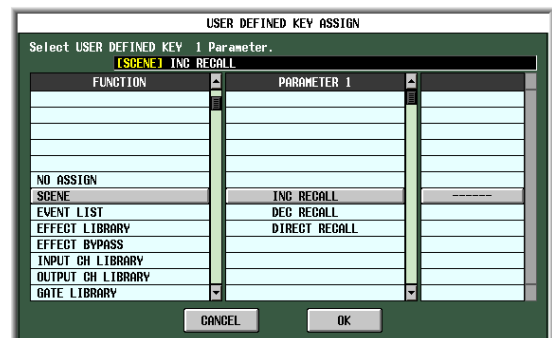 USER DEFINED KEY ASSIGN
Select USER DEFINED KEY 1 Parameter.
[SCENE] INC RECALL
FUNCTION PARAMETER 1
NO ASSIGN
SCENE INC RECALL ------
EVENT LIST DEC RECALL
EFFECT LIBRARY DIRECT RECALL
EFFECT BYPASS
INPUT CH LIBRARY
OUTPUT CH LIBRARY
GATE LIBRARY
CANCEL OK